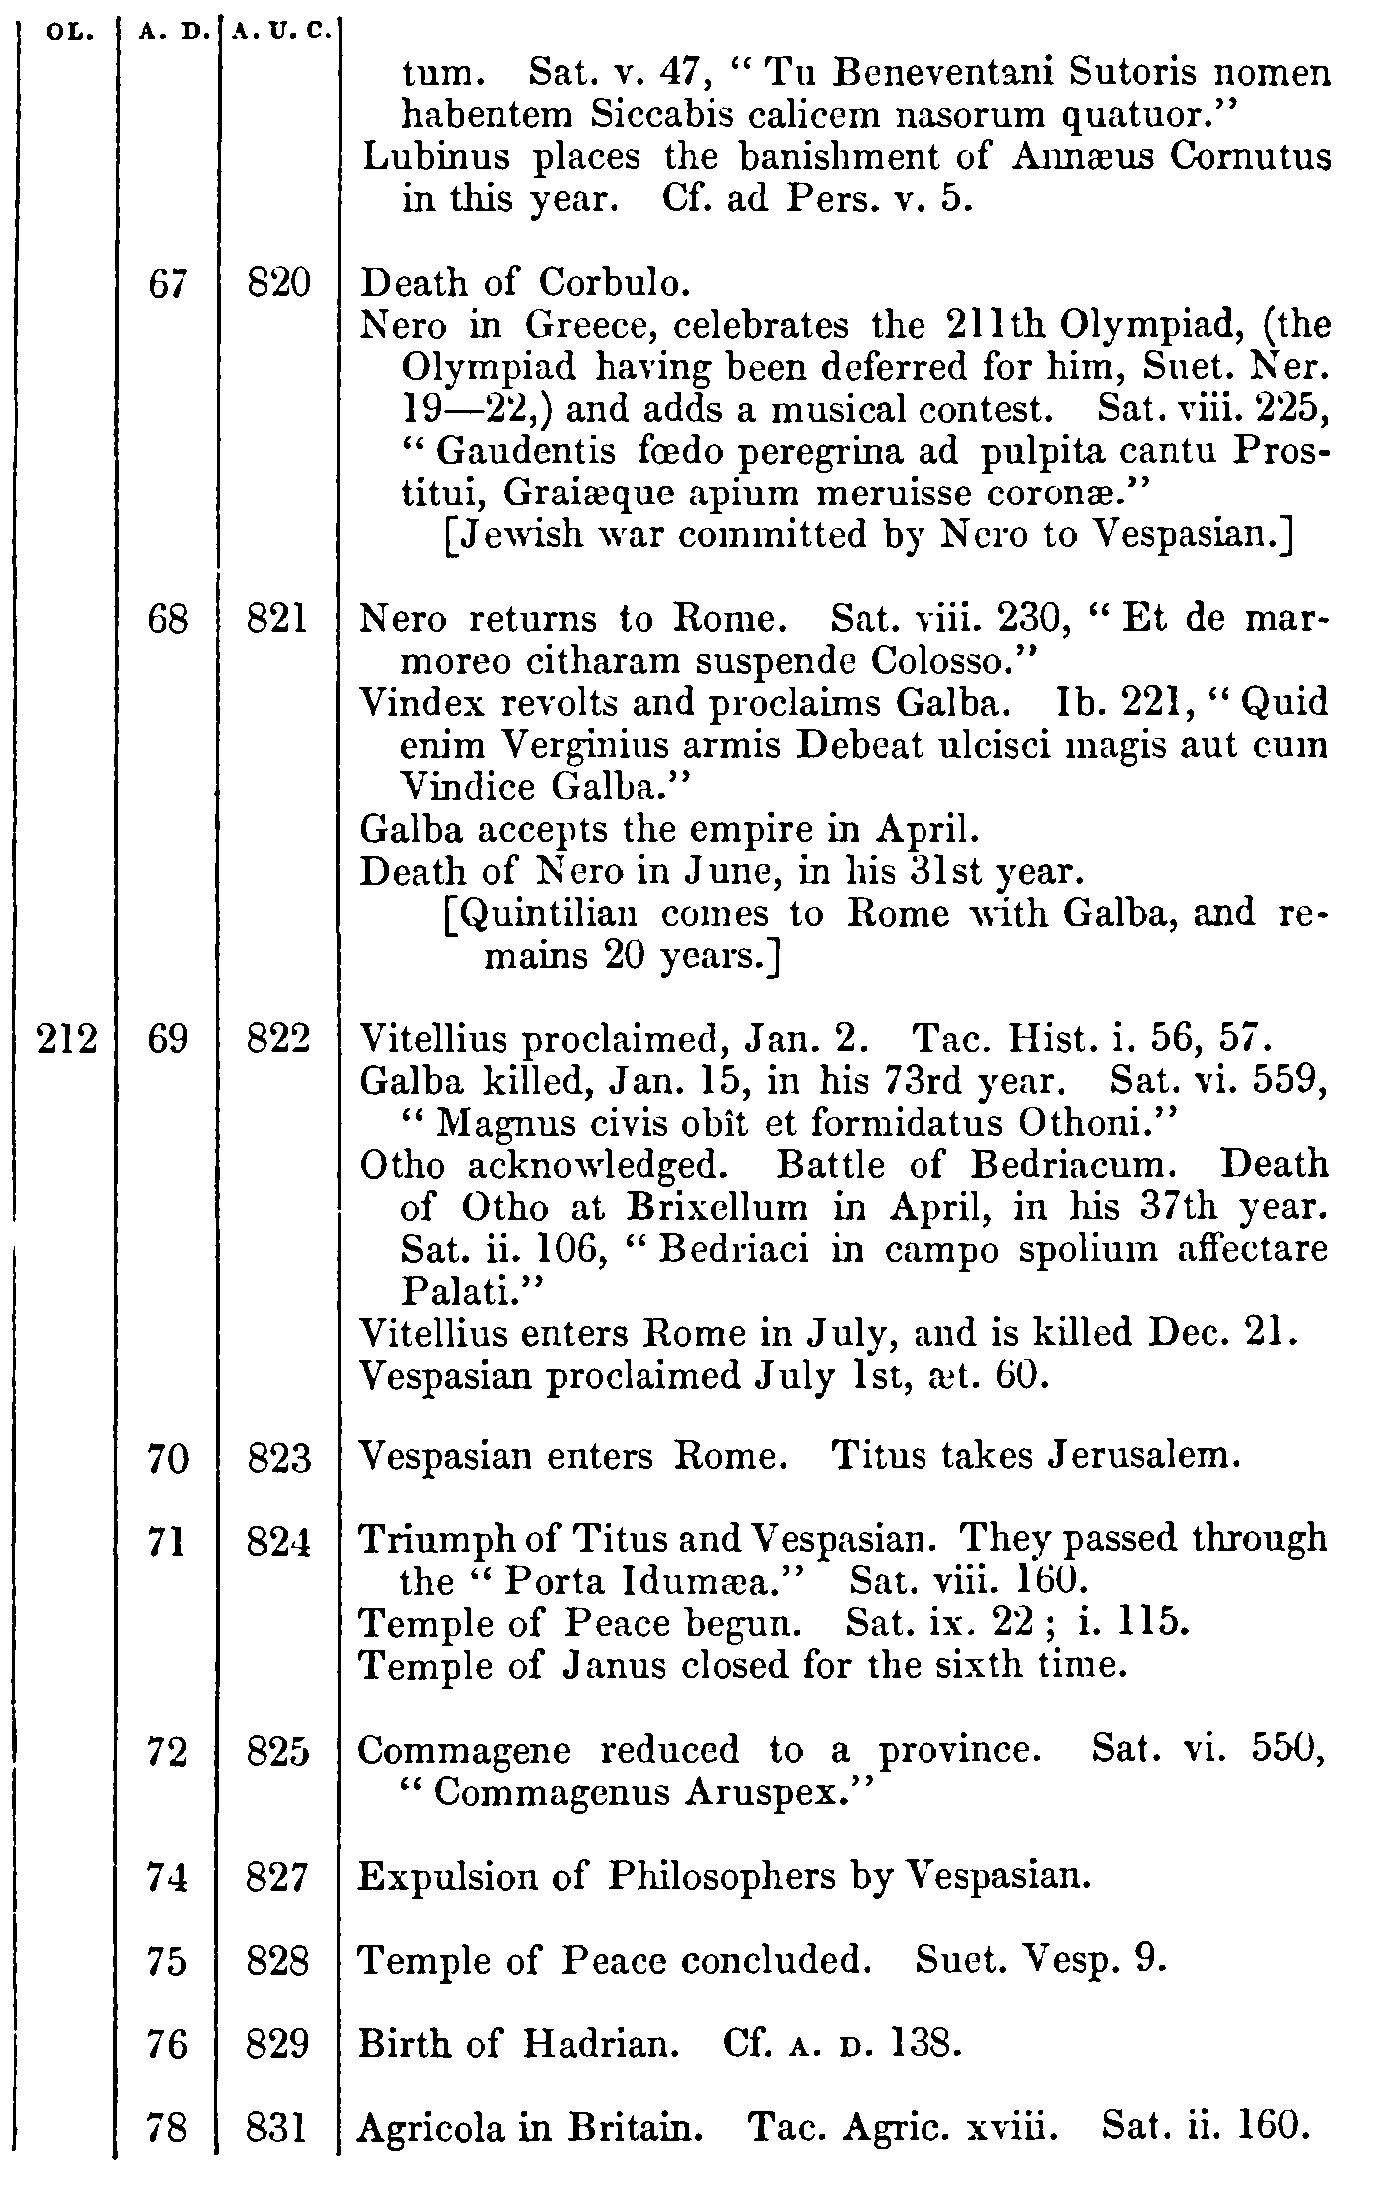 OL. A. D. A. U. C.
tum. Sat. v. 47, “ Tu Beneventani Sutoris nomen
habentem Siccabis calicem nasorum quatuor.”
Lubinus places the banishment of Annæus Cornutus
in this year. Cf. ad Pers. v. 5.
67 820 Death of Corbulo.
Nero in Greece, celebrates the 211th Olympiad, (the
Olympiad having been deferred for him, Suet. Ner.
19—22,) and adds a musical contest. Sat. viii. 225,
“ Gaudentis fœdo peregrina ad pulpita cantu Pros-
titui, Graiæque apium meruisse coronæ.”
[Jewish war committed by Nero to Vespasian.]
68 821 Nero returns to Rome. Sat. viii. 230, “ Et de mar-
moreo citharam suspende Colosso.”
Vindex revolts and proclaims Galba. Ib. 221, “ Quid
enim Verginius armis Debeat ulcisci magis aut cum
Vindice Galba.”
Galba accepts the empire in April.
Death of Nero in June, in his 31st year.
[Quintilian comes to Rome with Galba, and re-
mains 20 years.]
212 69 822 Vitellius proclaimed, Jan. 2. Tac. Hist. i. 56, 57.
Galba killed, Jan. 15, in his 73rd year. Sat. vi. 559,
“ Magnus civis obît et formidatus Othoni.”
Otho acknowledged. Battle of Bedriacum. Death
of Otho at Brixellum in April, in his 37th year.
Sat. ii. 106, “ Bedriaci in campo spolium affectare
Palati.”
Vitellius enters Rome in July, and is killed Dec. 21.
Vespasian proclaimed July 1st, æt. 60.
70 823 Vespasian enters Rome. Titus takes Jerusalem.
71 824 Triumph of Titus and Vespasian. They passed through
the “ Porta Idumæa.” Sat. viii. 160.
Temple of Peace begun. Sat. ix. 22 ; i. 115.
Temple of Janus closed for the sixth time.
72 825 Commagene reduced to a province. Sat. vi. 550,
“ Commagenus Aruspex.”
74 827 Expulsion of Philosophers by Vespasian.
75 828 Temple of Peace concluded. Suet. Vesp. 9.
76 829 Birth of Hadrian. Cf. A. D. 138.
78 831 Agricola in Britain. Tac. Agric. xviii. Sat. ii. 160.